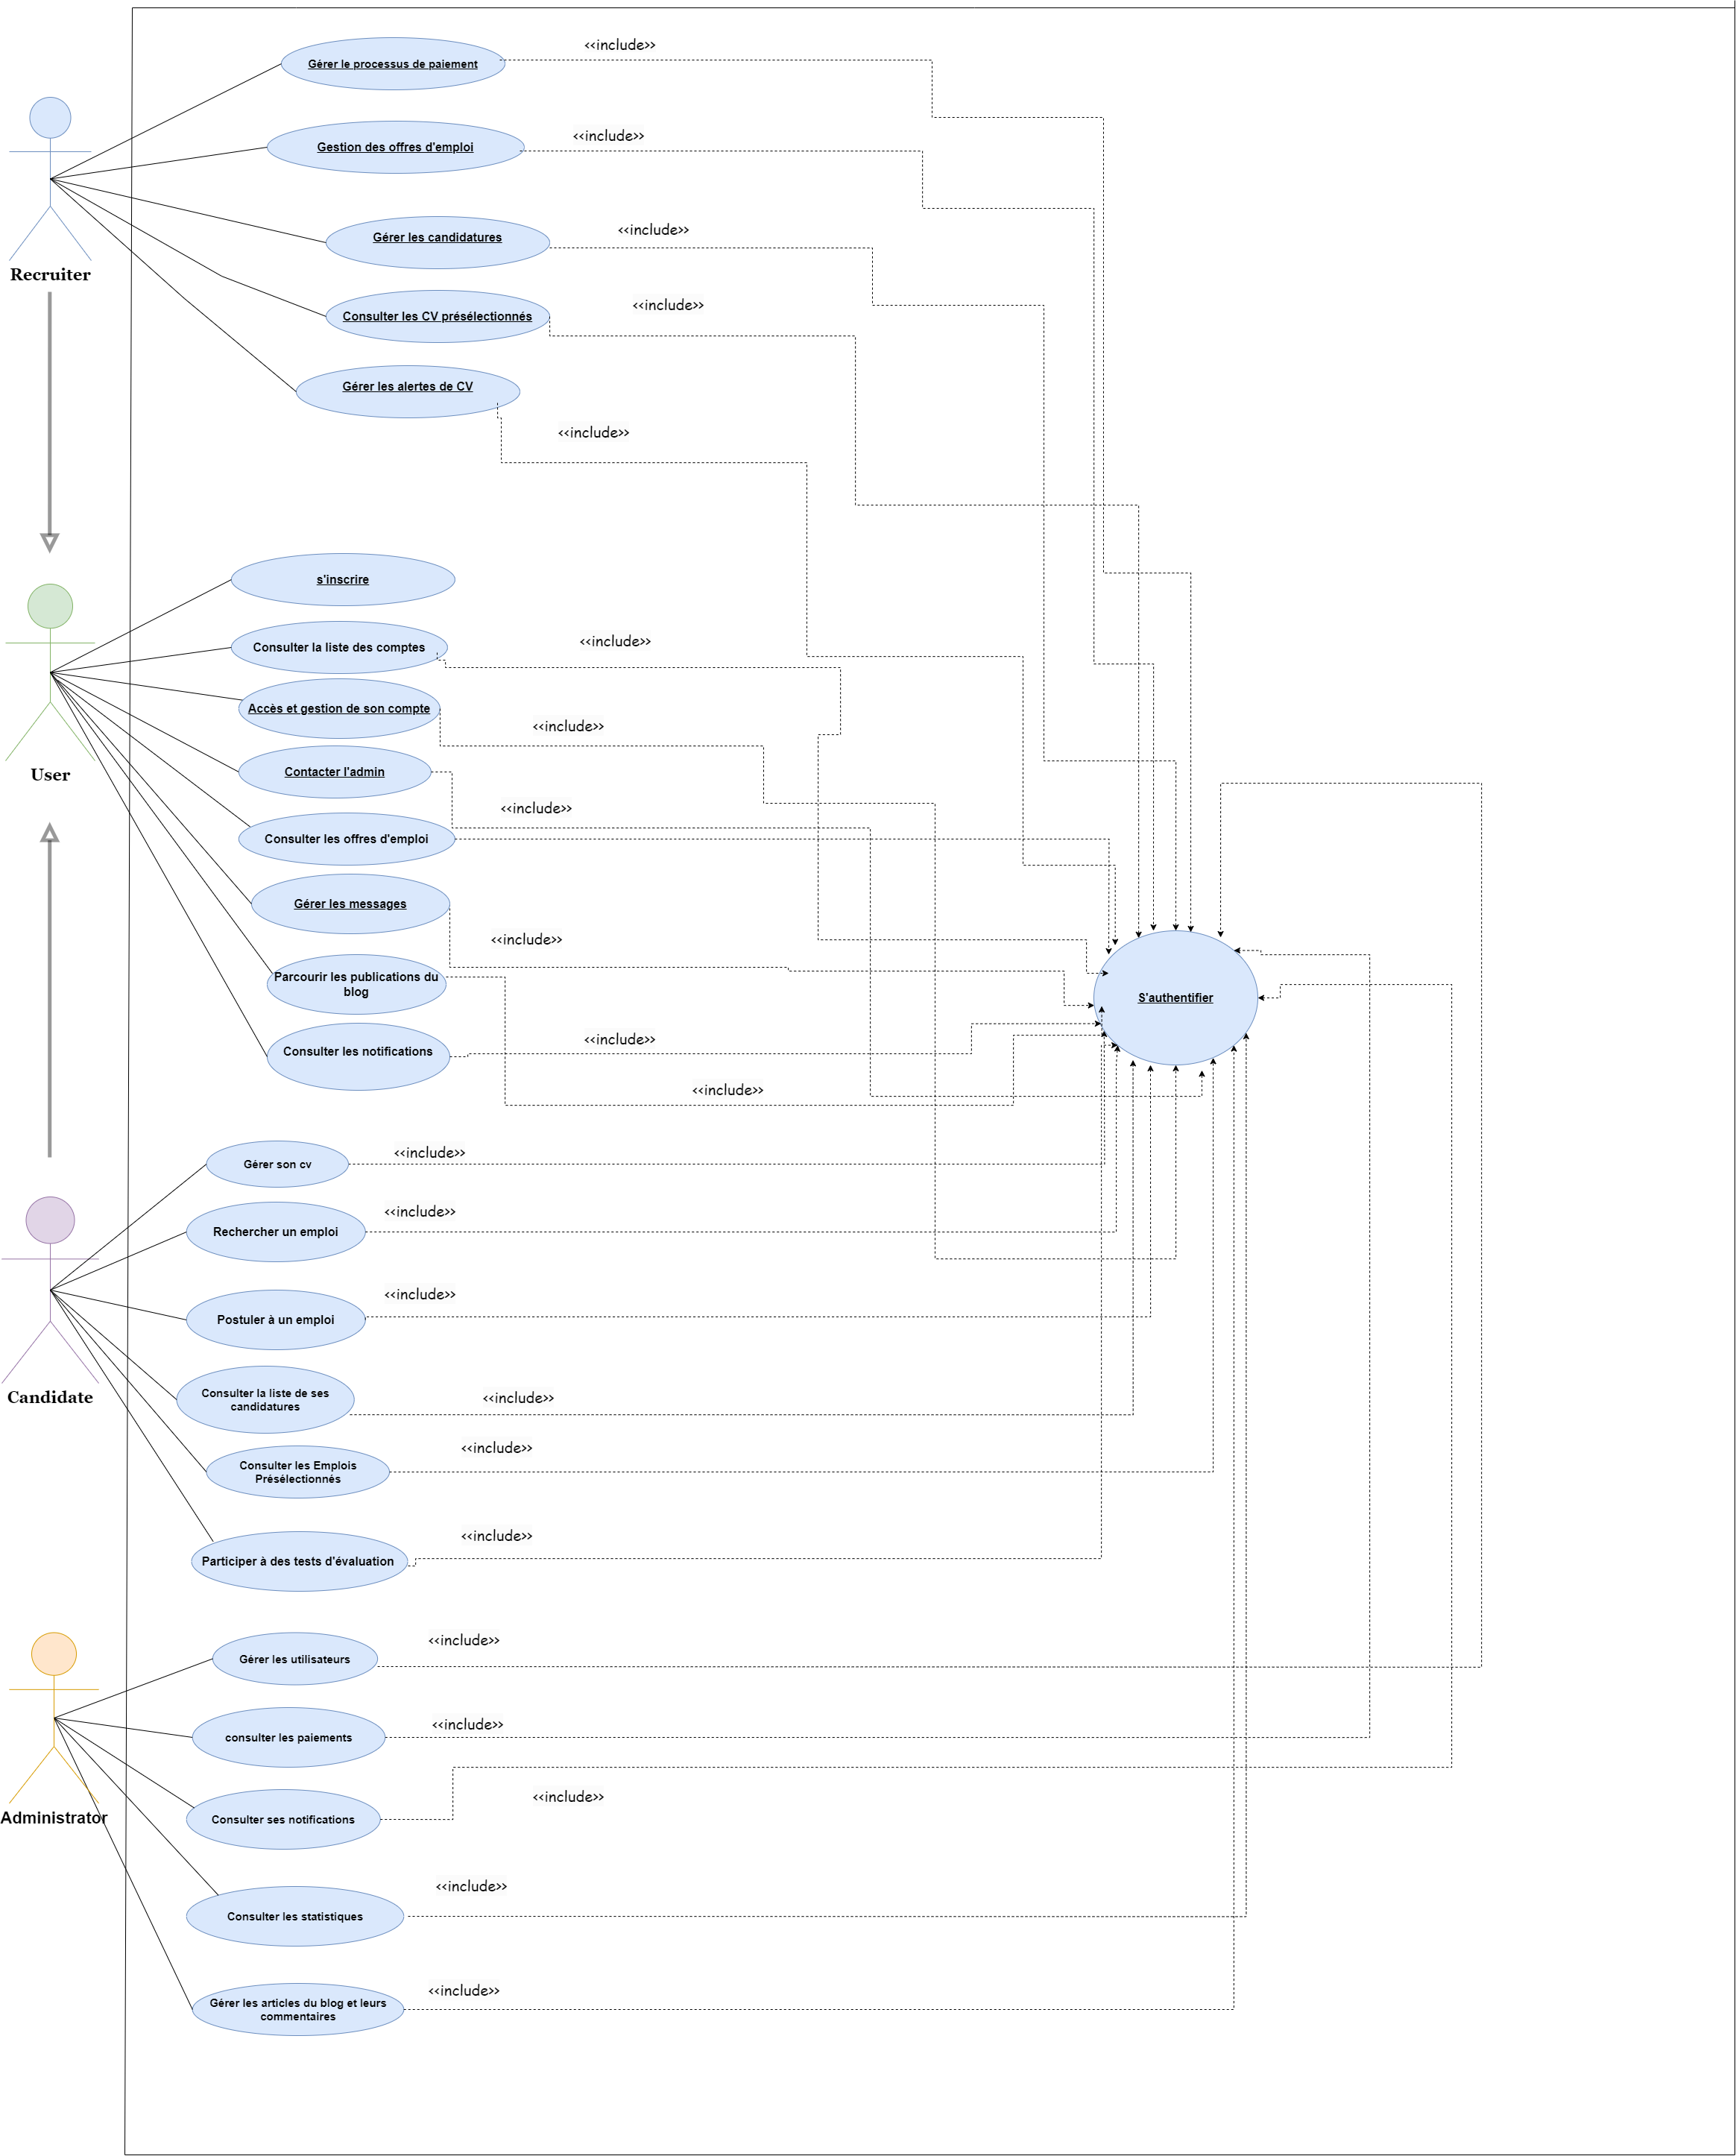 <<include>>
Gérer le processus de paiement
<<include>>
Gestion des offres d'emploi
<<include>>
Gérer les candidatures
Recruiter
<<include>>
Consulter les CV présélectionnés
Gérer les alertes de CV
<<include>>
s'inscrire
<<include>>
Consulter la liste des comptes
Accès et gestion de son compte
<<include>>
Contacter l'admin
User
<<include>>
Consulter les offres d'emploi
Gérer les messages
<<include>>
Parcourir les publications du
blog
S'authentifier
<<include>>
Consulter les notifications
<<include>>
<<include>>
Gérer son cv
<<include>>
Rechercher un emploi
<<include>>
Postuler à un emploi
Candidate
Consulter la liste de ses
candidatures
<<include>>
<<include>>
Consulter les Emplois
Présélectionnés
<<include>>
Participer à des tests d'évaluation
<<include>>
Gérer les utilisateurs
<<include>>
consulter les paiements
<<include>>
Administrator
Consulter ses notifications
<<include>>
Consulter les statistiques
<<include>>
Gérer les articles du blog et leurs
commentaires